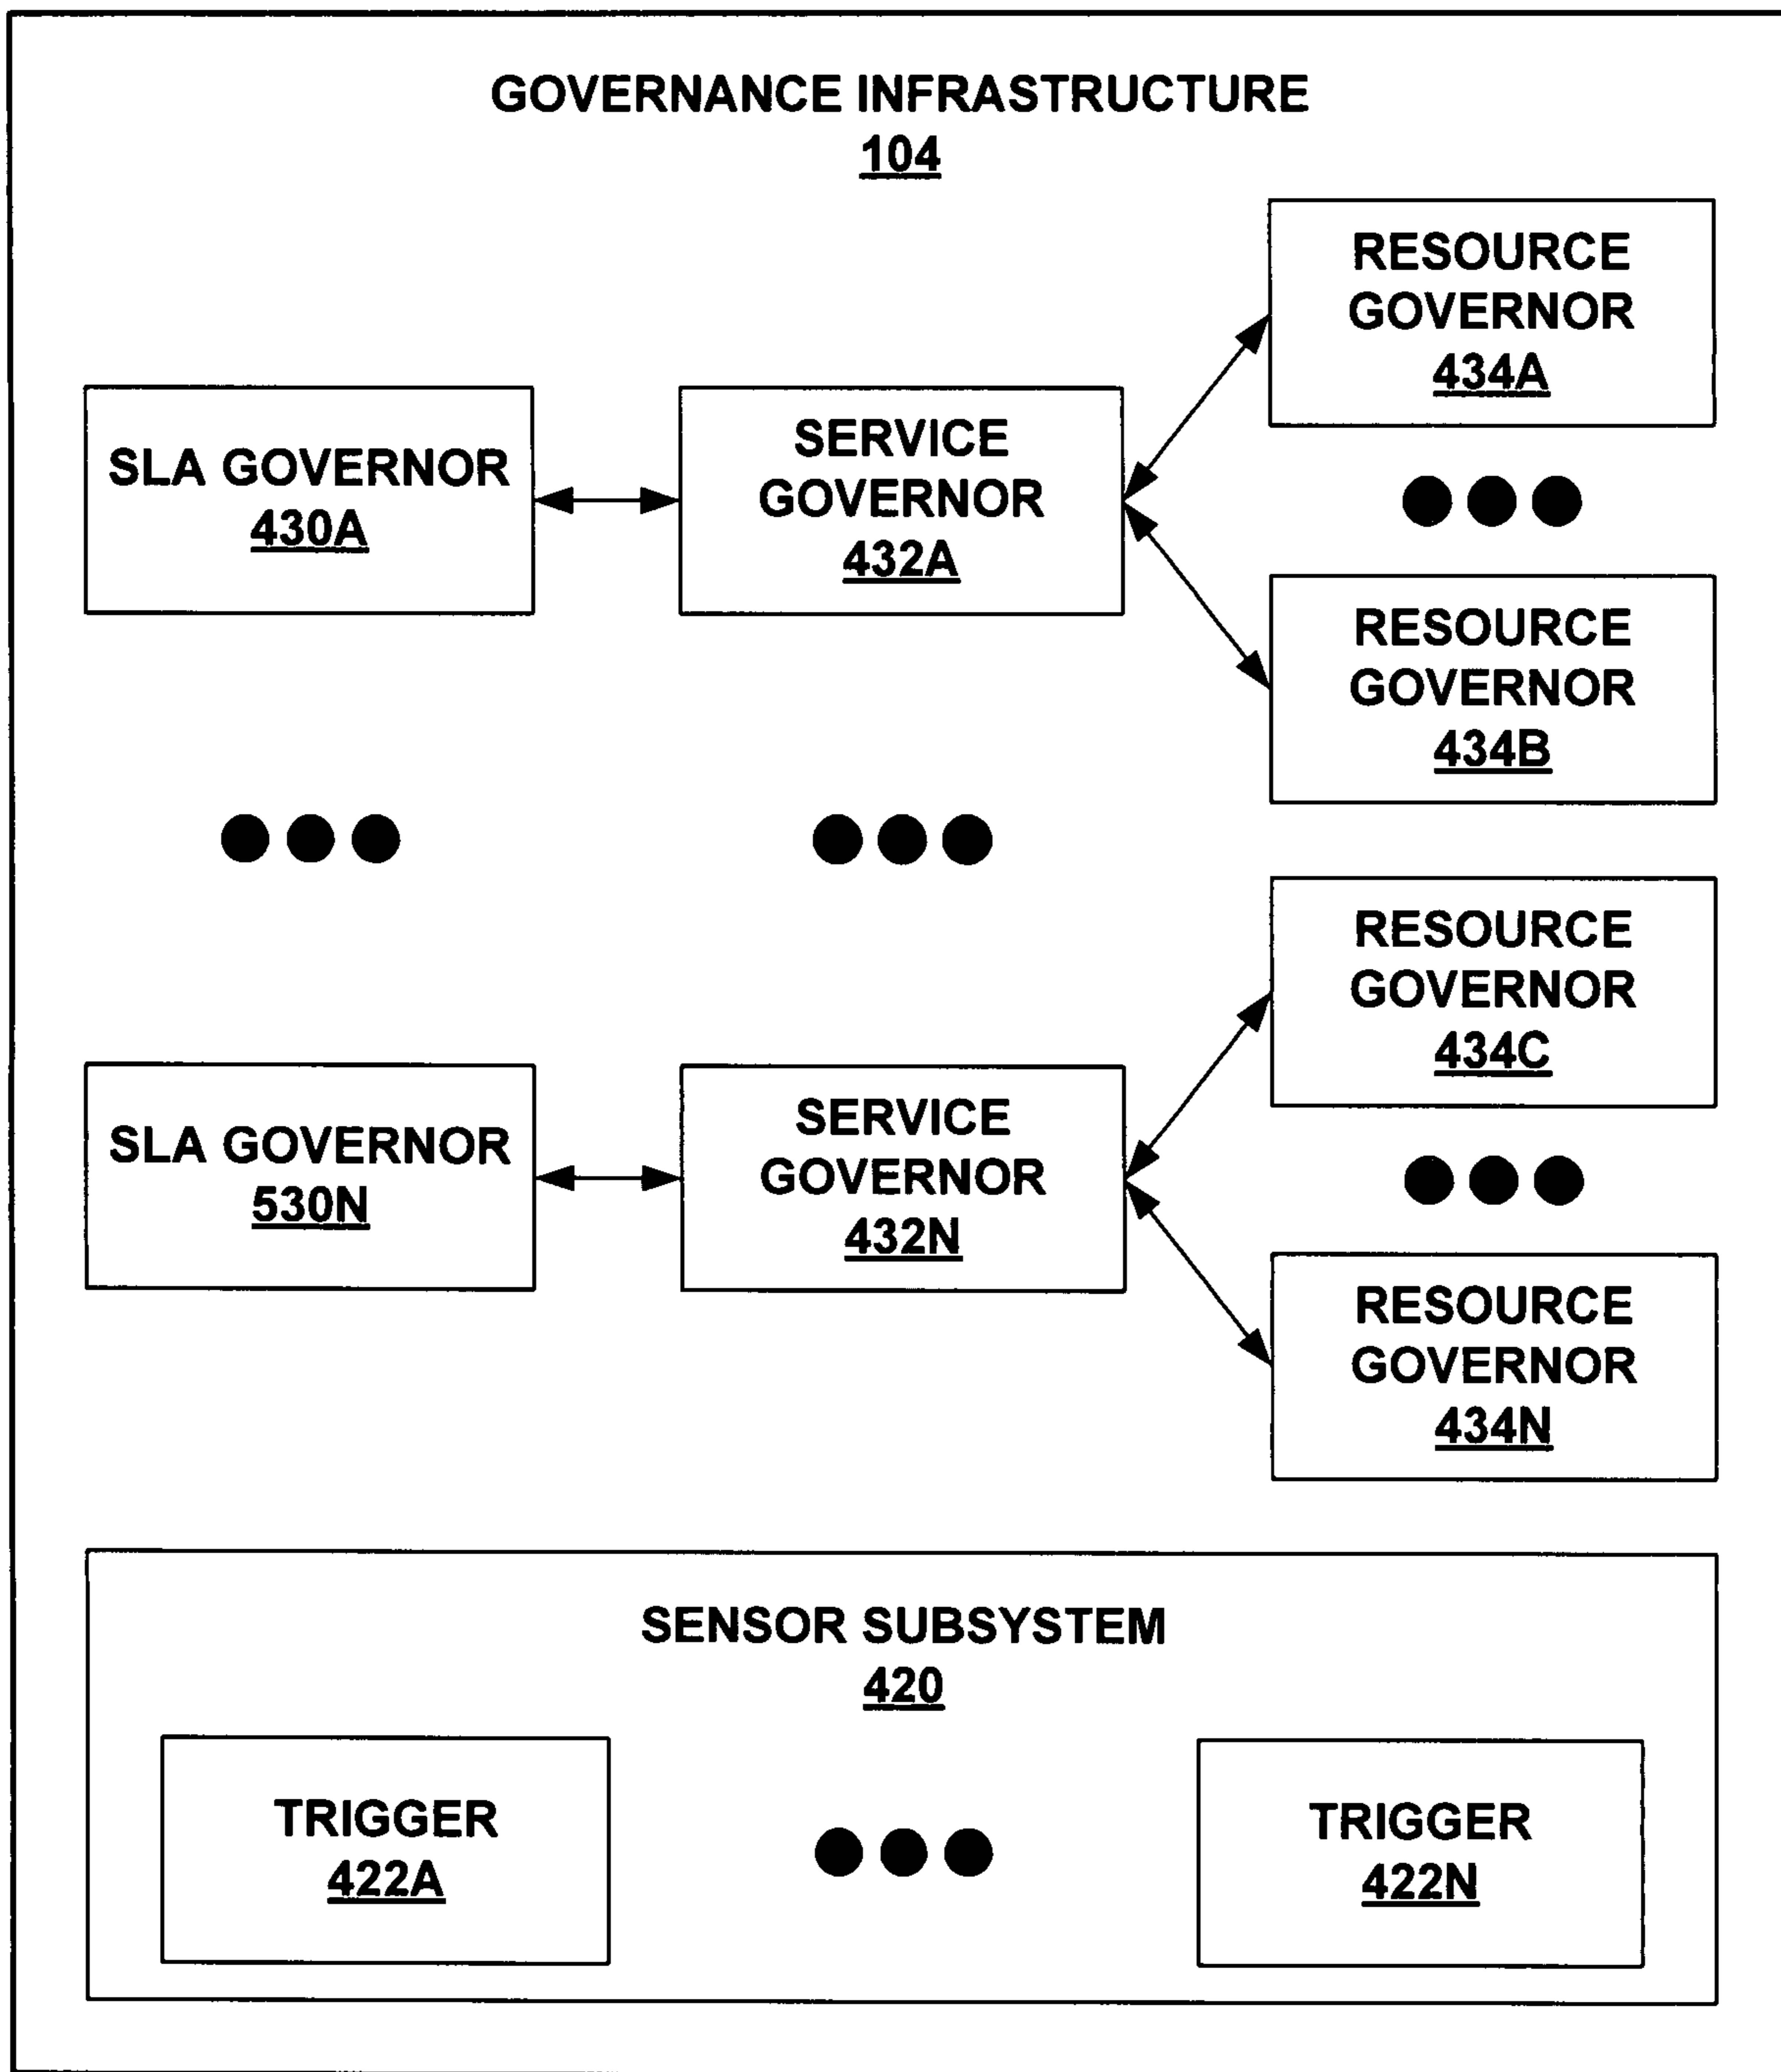 GOVERNANCE INFRASTRUCTURE
104
RESOURCE
GOVERNOR
434A
SLA GOVERNOR
430A
SERVICE
GOVERNOR
432A
RESOURCE
GOVERNOR
434B
RESOURCE
GOVERNOR
434C
SLA GOVERNOR
530N
SERVICE
GOVERNOR
432N
RESOURCE
GOVERNOR
434N
SENSOR SUBSYSTEM
420
TRIGGER
422A
TRIGGER
422N